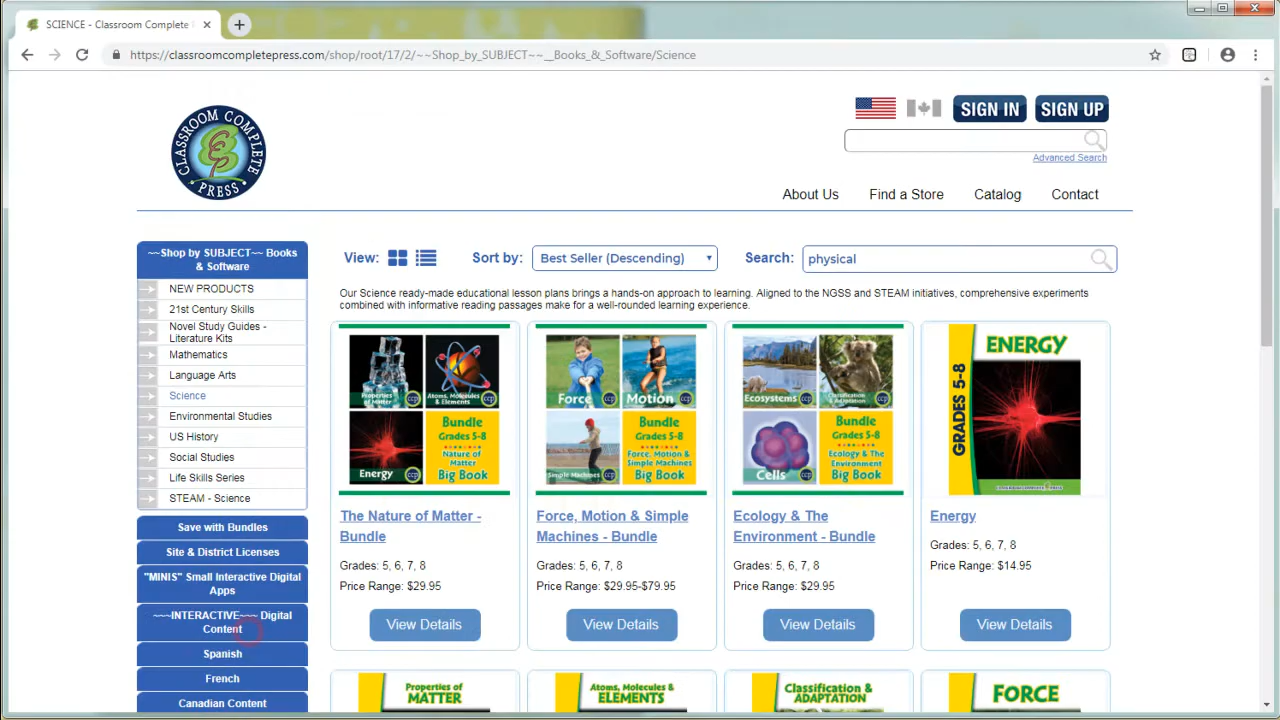 SCIENCE - Classroom Complete
https://classroomcompletepress.com/shop/root/17/2/~~Shop_by_SUBJECT~~__Books_&_Software/Science
CLASSROOM COMPLETE
PRESS
SIGN IN
SIGN UP
Advanced Search
About Us
Find a Store
Catalog
Contact
~~Shop by SUBJECT~~ Books
& Software
NEW PRODUCTS
21st Century Skills
Novel Study Guides -
Literature Kits
Mathematics
Language Arts
Science
Environmental Studies
US History
Social Studies
Life Skills Series
STEAM - Science
Save with Bundles
Site & District Licenses
"MINIS" Small Interactive Digital
Apps
~~~INTERACTIVE~~~ Digital
Content
Spanish
French
Canadian Content
View:
Sort by:
Best Seller (Descending)
Search:
physical
Our Science ready-made educational lesson plans brings a hands-on approach to learning. Aligned to the NGSS and STEAM initiatives, comprehensive experiments
combined with informative reading passages make for a well-rounded learning experience.
Properties of
Matter
Atoms, Molecules
& Elements
Energy
Bundle
Grades 5-8
Nature of
Matter
Big Book
The Nature of Matter -
Bundle
Grades: 5, 6, 7, 8
Price Range: $29.95
View Details
Force
Motion
Simple Machines
Bundle
Grades 5-8
Force, Motion &
Simple Machines
Big Book
Force, Motion & Simple
Machines - Bundle
Grades: 5, 6, 7, 8
Price Range: $29.95-$79.95
View Details
Ecosystems
Classification
& Adaptation
Cells
Bundle
Grades 5-8
Ecology & The
Environment
Big Book
Ecology & The
Environment - Bundle
Grades: 5, 6, 7, 8
Price Range: $29.95
View Details
ENERGY
GRADES 5-8
Energy
Grades: 5, 6, 7, 8
Price Range: $14.95
View Details
Properties of
MATTER
Atoms, Molecules &
ELEMENTS
Classification &
ADAPTATION
FORCE